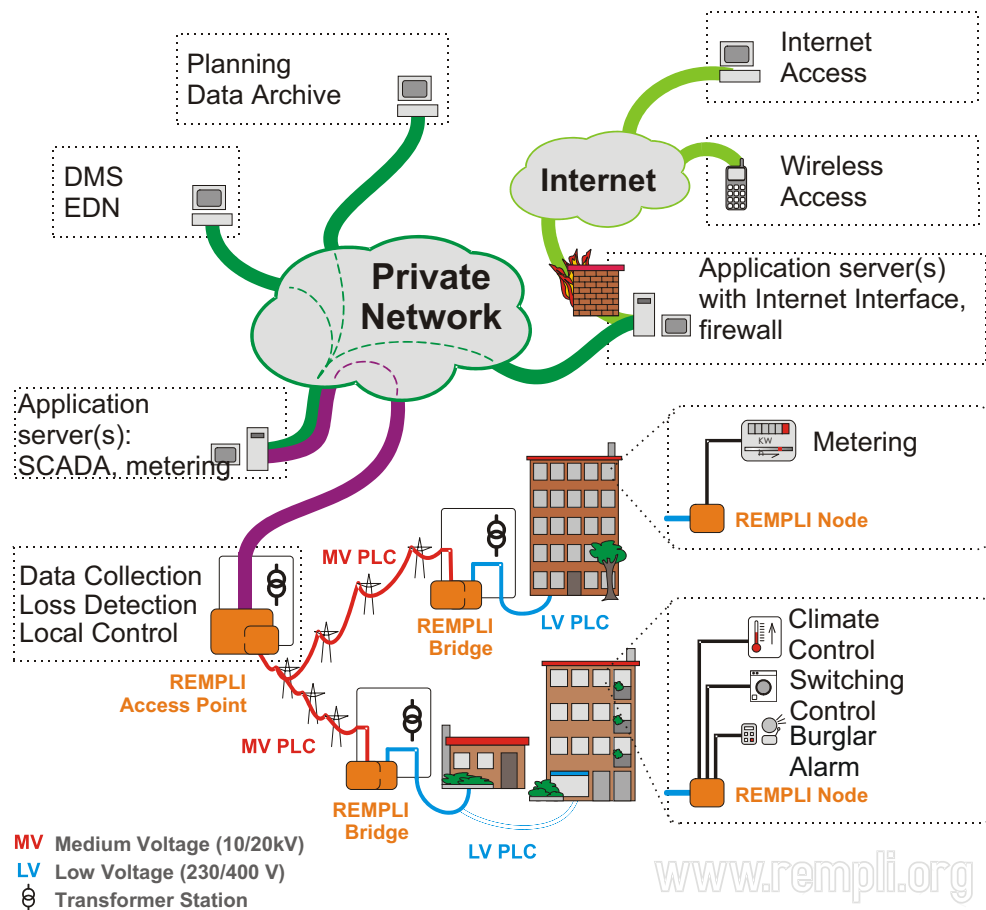 Planning
Data Archive
Internet
Access
DMS
EDN
Internet
Wireless
Access
Private
Network
Application server(s)
with Internet Interface,
firewall
Application
server(s):
SCADA, metering
KW
Metering
REMPLI Node
MV PLC
Data Collection
Loss Detection
Local Control
REMPLI
Bridge
LV PLC
REMPLI
Access Point
Climate
Control
Switching
Control
Burglar
Alarm
REMPLI Node
MV PLC
REMPLI
Bridge
LV PLC
MV Medium Voltage (10/20kV)
LV Low Voltage (230/400 V)
Transformer Station
www.rempli.org